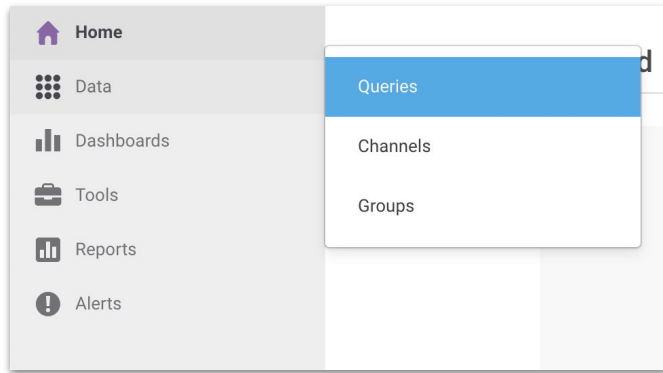 Home
Data
Dashboards
Tools
Reports
Alerts
Queries
Channels
Groups
d